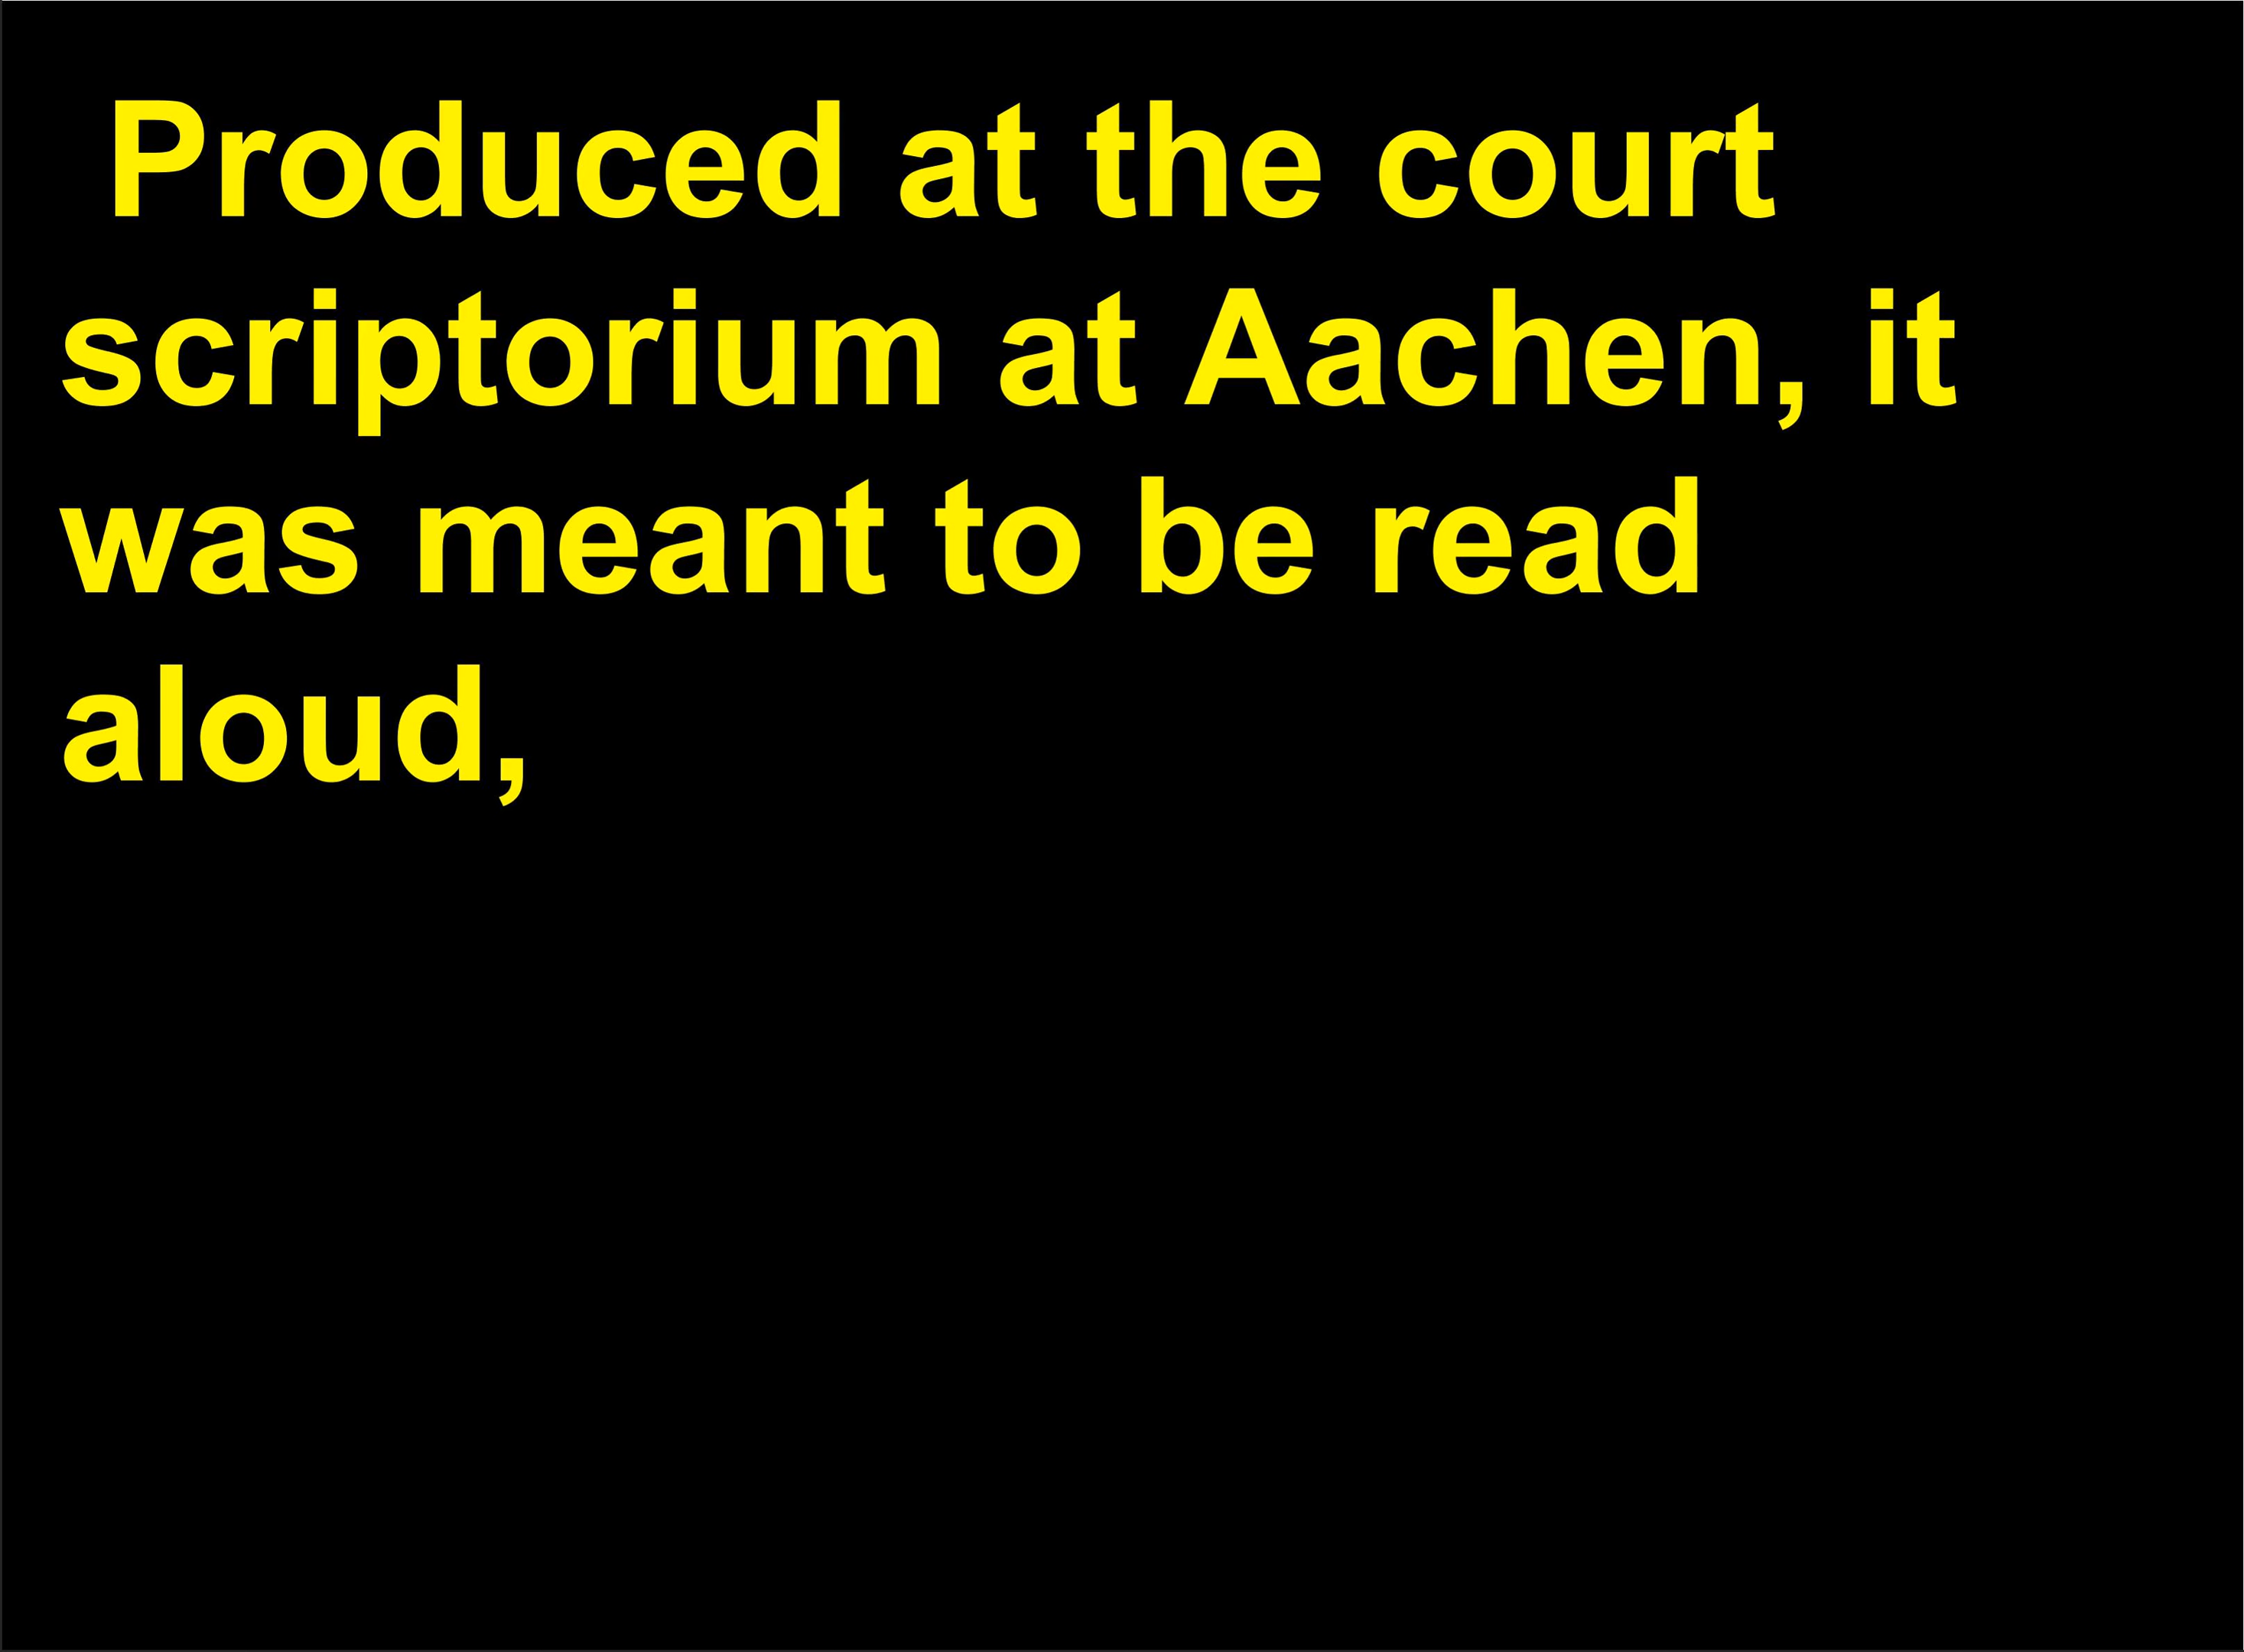 Produced at the court
scriptorium at Aachen, it
was meant to be read
aloud,